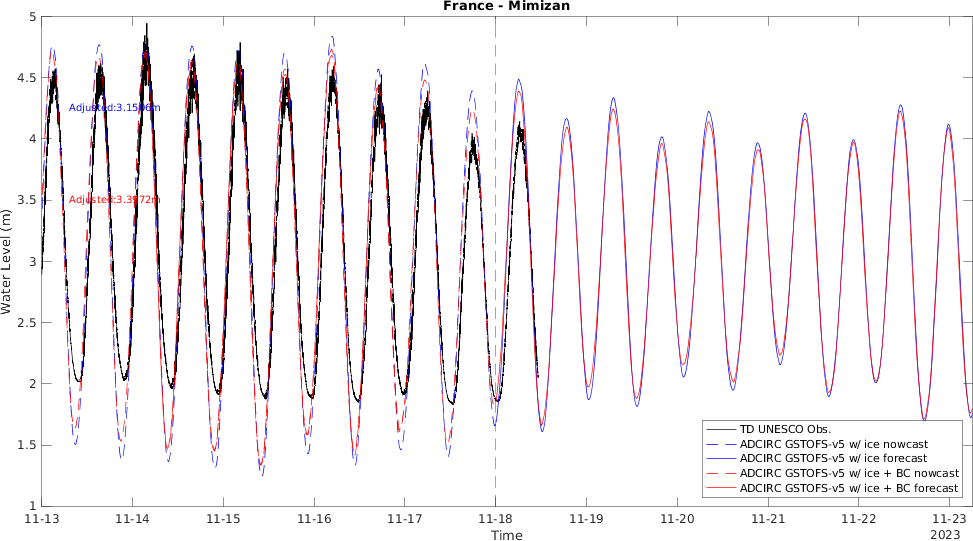 France - Mimizan
5
4.5
4
3.5
3
2.5
2
1.5
1
Water Level (m)
Adjusted:3.1506m
TD UNESCO Obs.
ADCIRC GSTOFS-v5 w/ ice nowcast
ADCIRC GSTOFS-v5 w/ ice forecast
ADCIRC GSTOFS-v5 w/ ice + BC nowcast
ADCIRC GSTOFS-v5 w/ ice + BC forecast
11-13 11-14 11-15 11-16 11-17 11-18 11-19 11-20 11-21 11-22 11-23
Time
2023